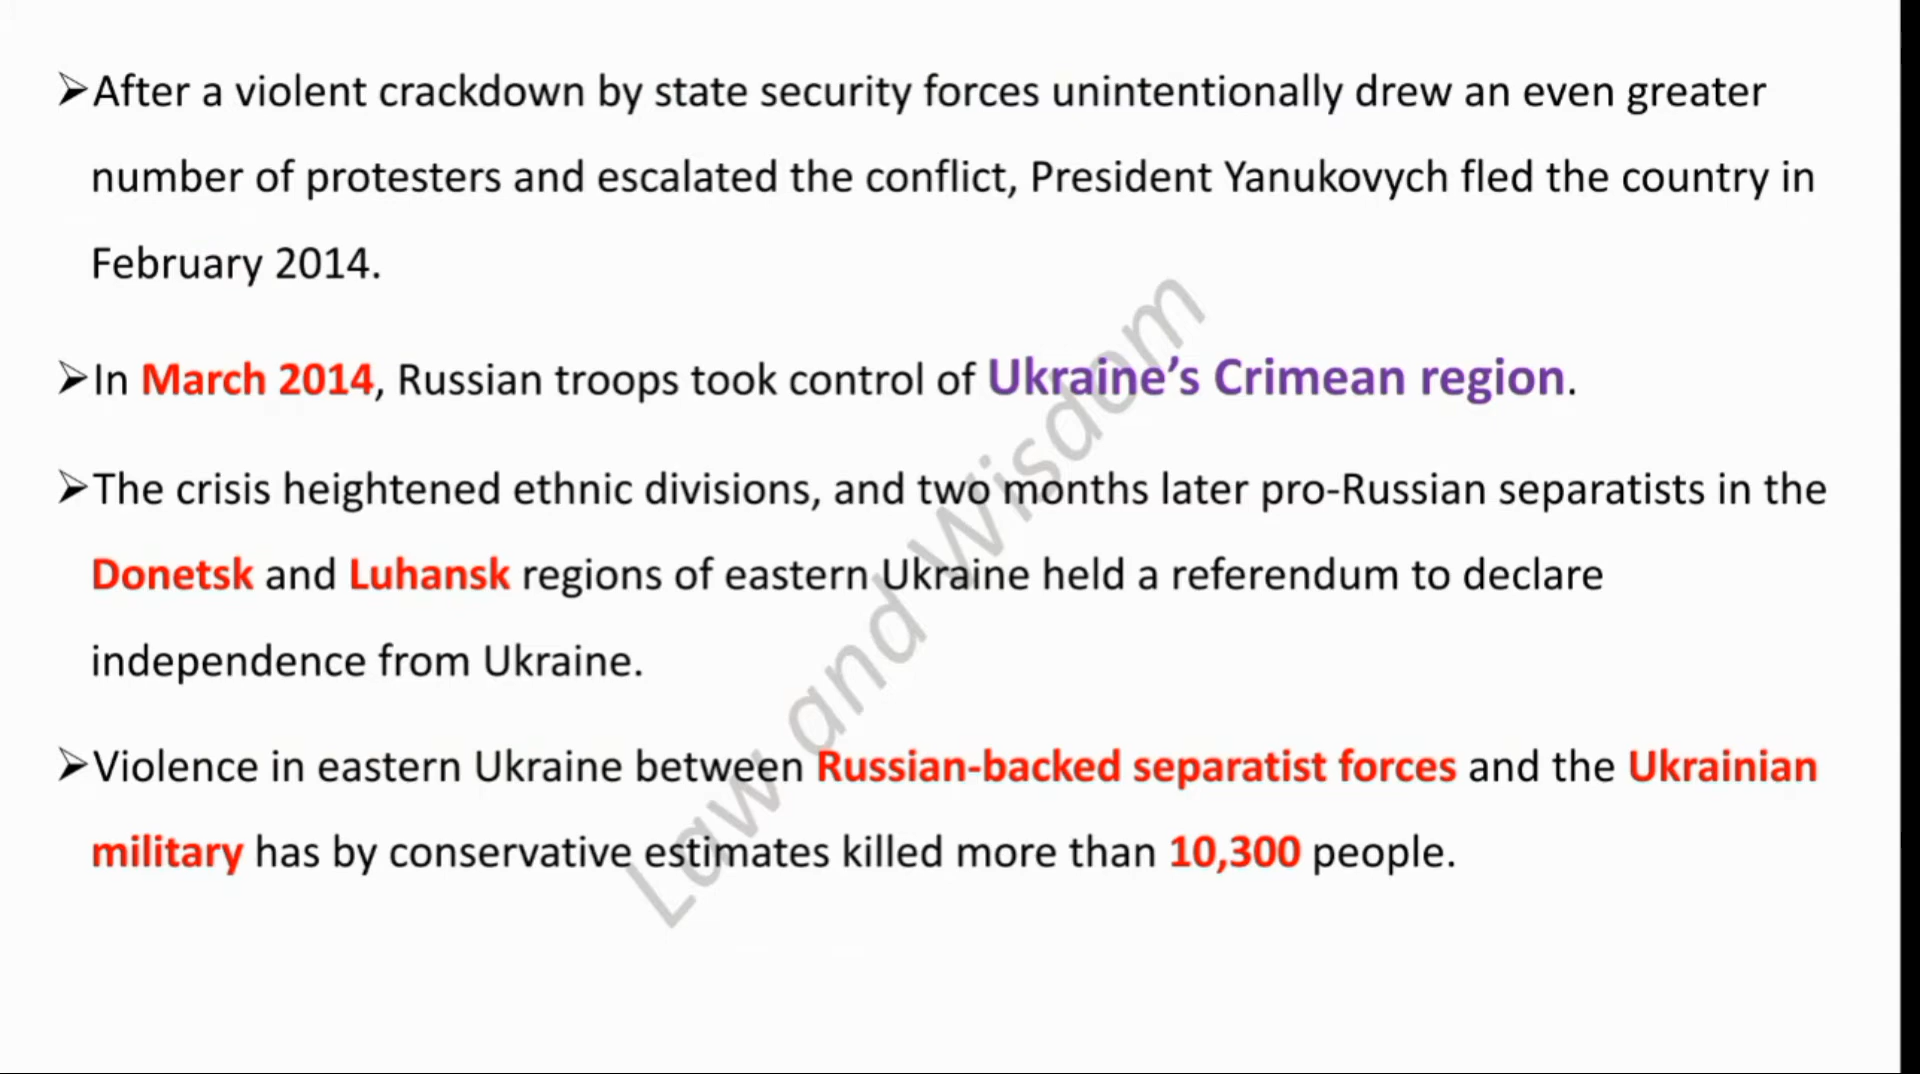 ➢After a violent crackdown by state security forces unintentionally drew an even greater
number of protesters and escalated the conflict, President Yanukovych fled the country in
February 2014.
➢In March 2014, Russian troops took control of Ukraine’s Crimean region.
➢The crisis heightened ethnic divisions, and two months later pro-Russian separatists in the
Donetsk and Luhansk regions of eastern Ukraine held a referendum to declare
independence from Ukraine.
➢Violence in eastern Ukraine between Russian-backed separatist forces and the Ukrainian
military has by conservative estimates killed more than 10,300 people.
Law and Wisdom